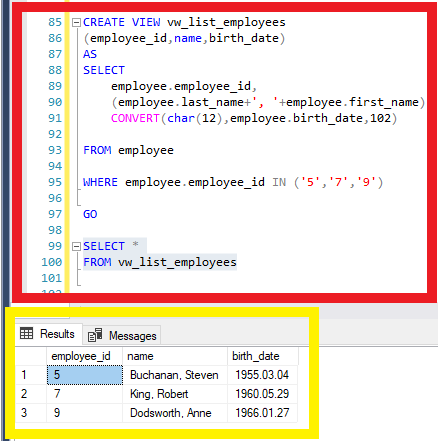 85 CREATE VIEW vw_list_employees
86 (employee_id,name,birth_date)
87 AS
88 SELECT
89 employee.employee_id,
90 (employee.last_name+', '+employee.first_name)
91 CONVERT(char(12),employee.birth_date,102)
92
93 FROM employee
94
95 WHERE employee.employee_id IN ('5','7','9')
96
97 GO
98
99 SELECT *
100 FROM vw_list_employees
101
Results Messages
employee_id name birth_date
1 5 Buchanan, Steven 1955.03.04
2 7 King, Robert 1960.05.29
3 9 Dodsworth, Anne 1966.01.27